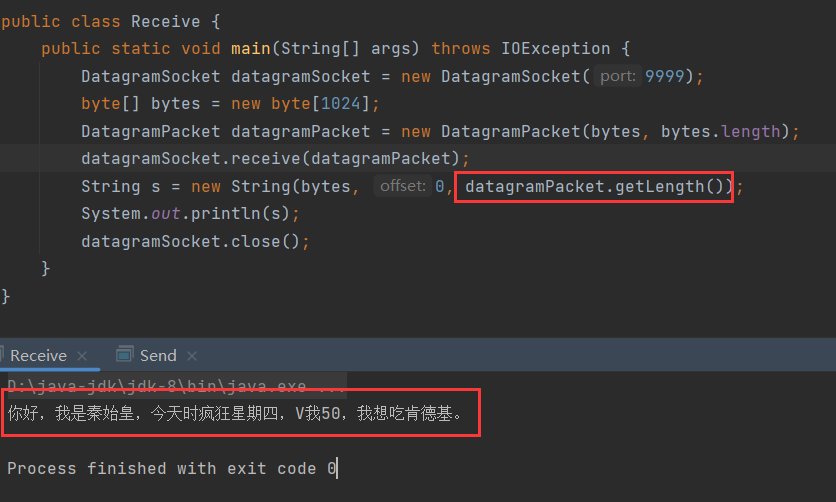 public class Receive {
public static void main(String[] args) throws IOException {
DatagramSocket datagramSocket = new DatagramSocket( port: 9999);
byte[] bytes = new byte[1024];
DatagramPacket datagramPacket = new DatagramPacket(bytes, bytes.length);
datagramSocket.receive(datagramPacket);
String s = new String(bytes, offset: 0, datagramPacket.getLength());
System.out.println(s);
datagramSocket.close();
}
}
Receive × Send ×
D:\java-jdk\jdk-8\bin\java.exe ...
你好，我是秦始皇，今天时疯狂星期四，V我50，我想吃肯德基。
Process finished with exit code 0